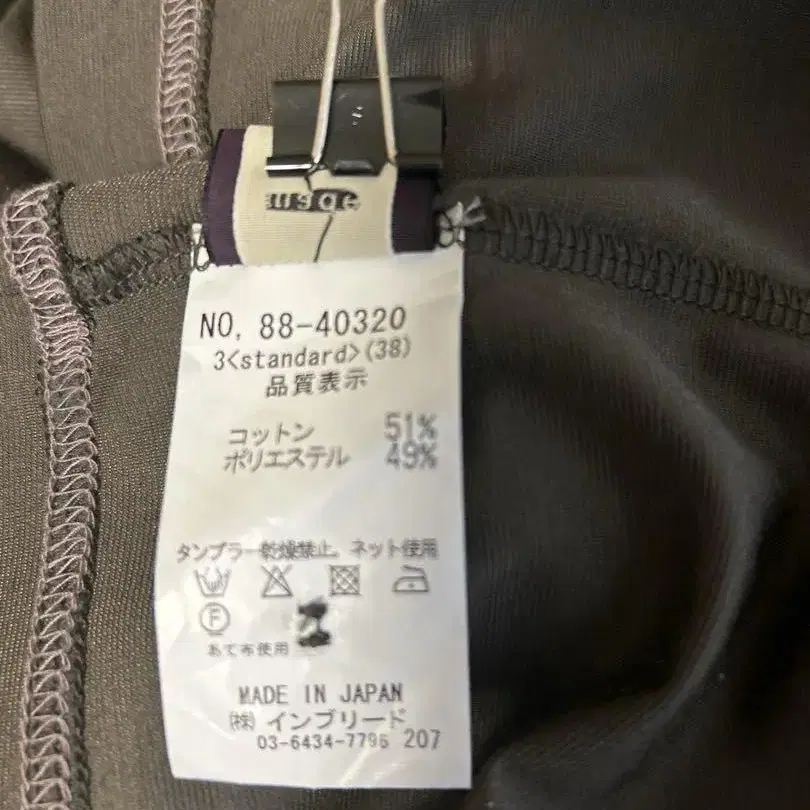 NO, 88-40320
3<standard>(38)
品質表示
コットン 51%
ポリエステル 49%
タンブラー乾燥禁止。ネット使用
F
あて布使用
MADE IN JAPAN
(株) インブリード
03-6434-7796 207